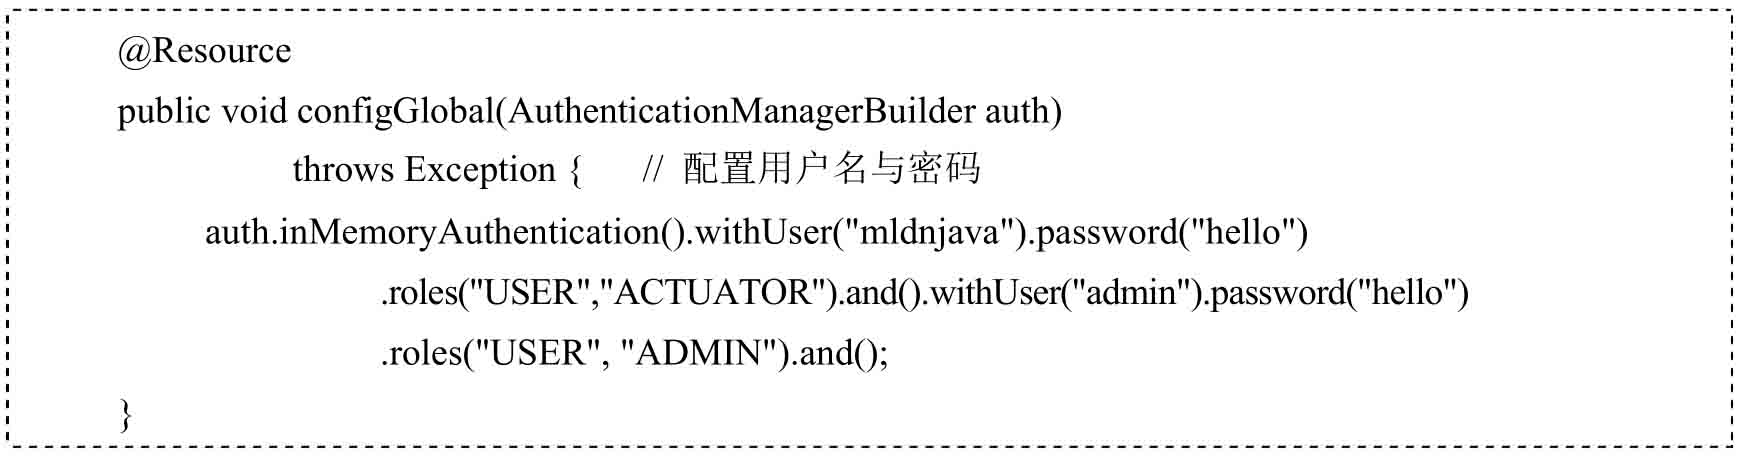 @Resource
public void configGlobal(AuthenticationManagerBuilder auth)
throws Exception {    // 配置用户名与密码
auth.inMemoryAuthentication().withUser("mldnjava").password("hello")
.roles("USER","ACTUATOR").and().withUser("admin").password("hello")
.roles("USER", "ADMIN").and();
}